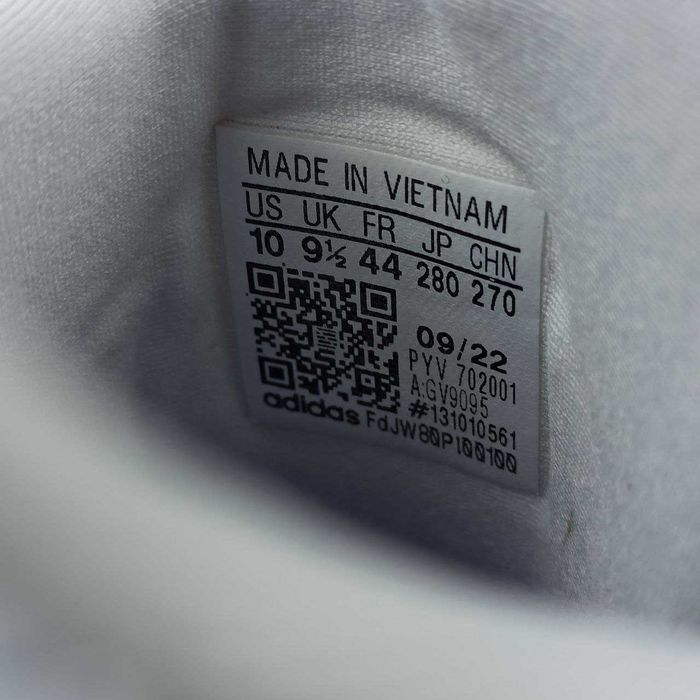 MADE IN VIETNAM
US UK FR JP CHN
10 9½ 44 280 270
09/22
PYV 702001
A:GV9095
#131010561
adidas FdJW80P100100